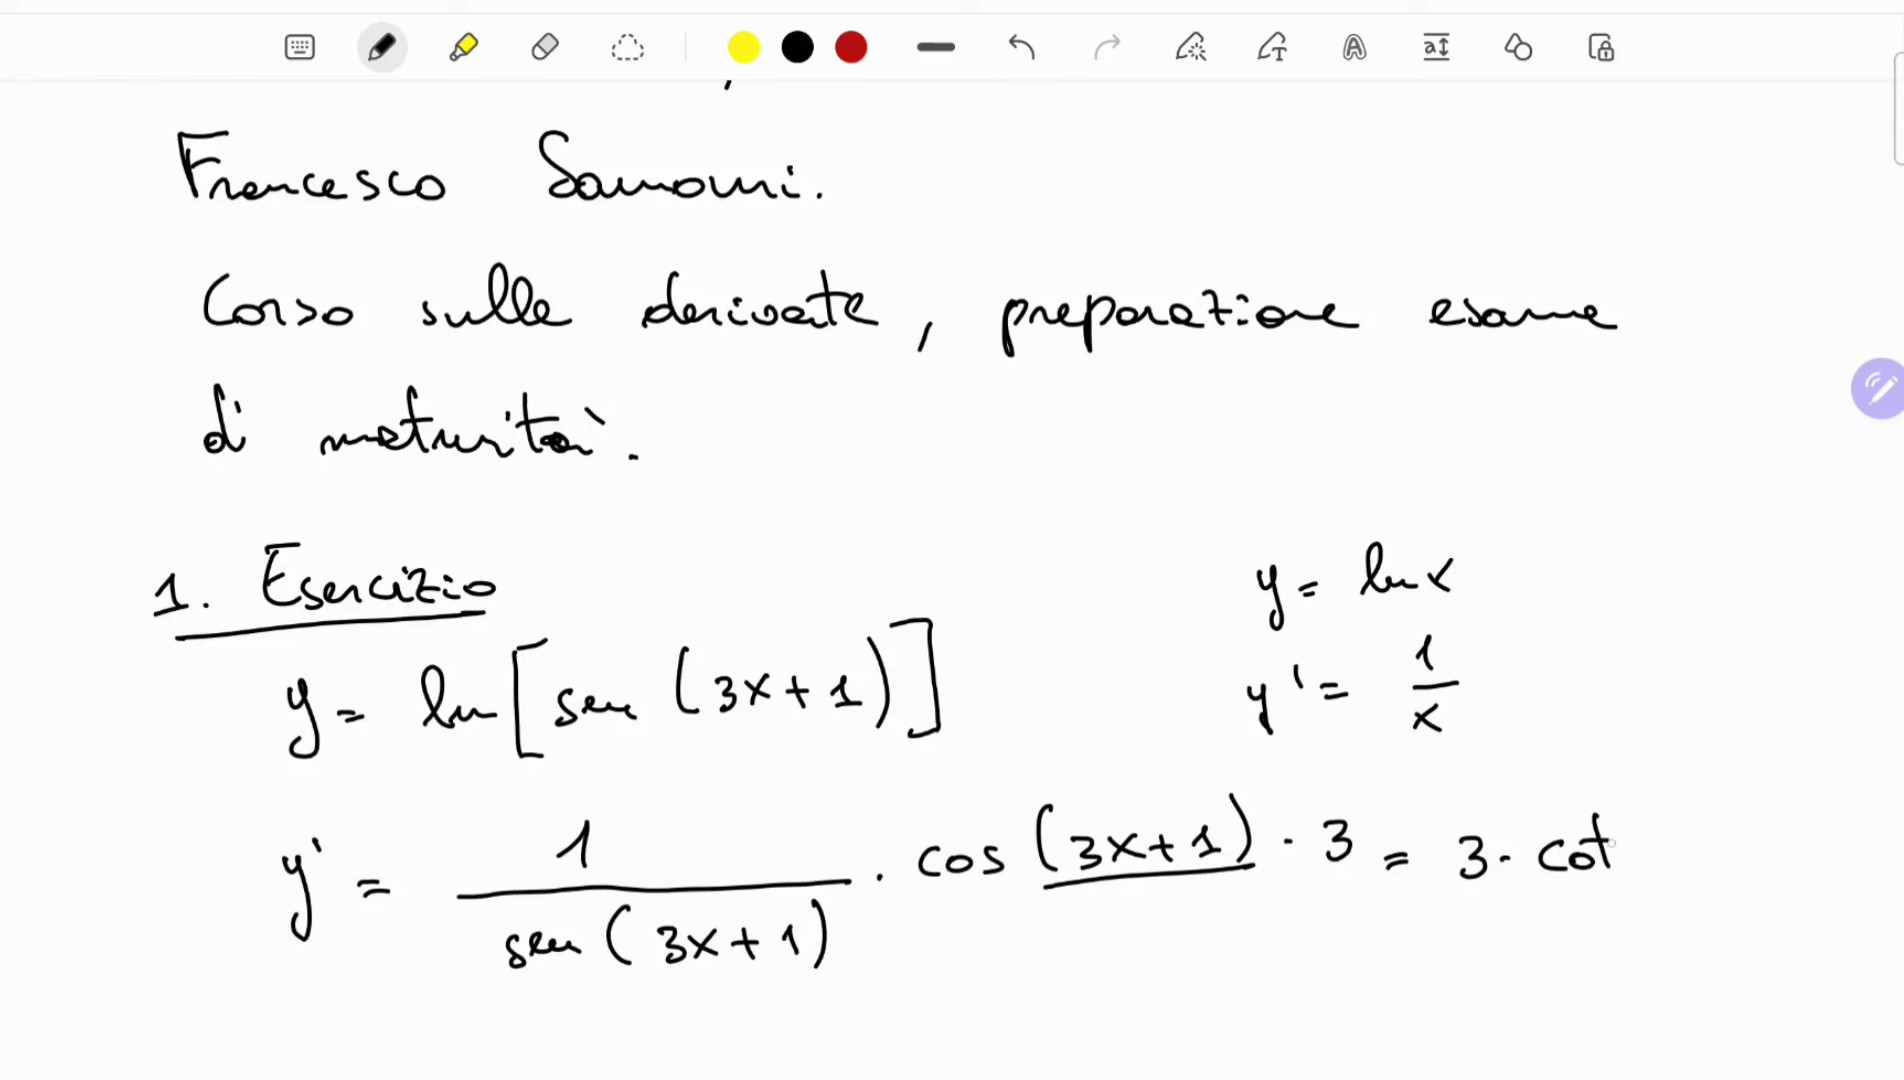 Francesco Samomi.
Corso sulle derivate, preparazione esame
di maturità.
1. Esercizio
y = ln[sen(3x+1)]
y = ln x
y' = 1/x
y' = 1/sen(3x+1) · cos(3x+1) · 3 = 3 · cot